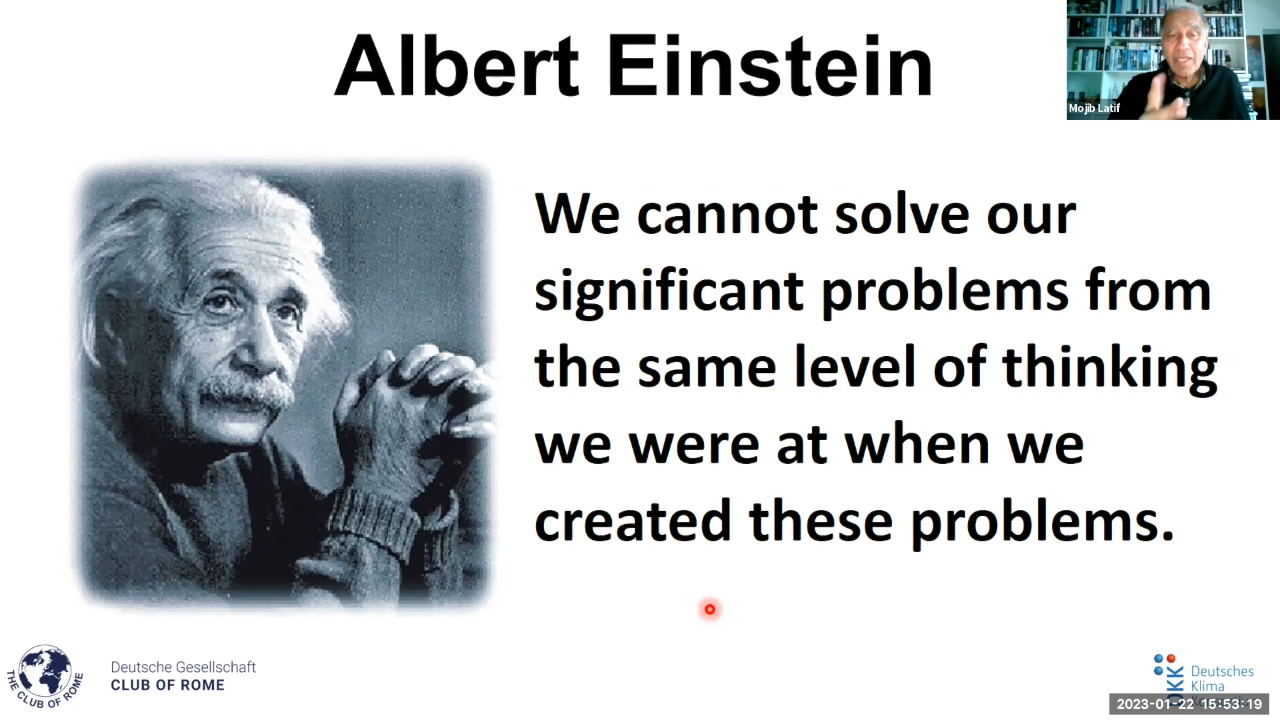 Albert Einstein
Mojib Latif
We cannot solve our
significant problems from
the same level of thinking
we were at when we
created these problems.
THE CLUB OF ROME
Deutsche Gesellschaft
CLUB OF ROME
DKK
Deutsches
Klima
2023-01-22 15:53:19